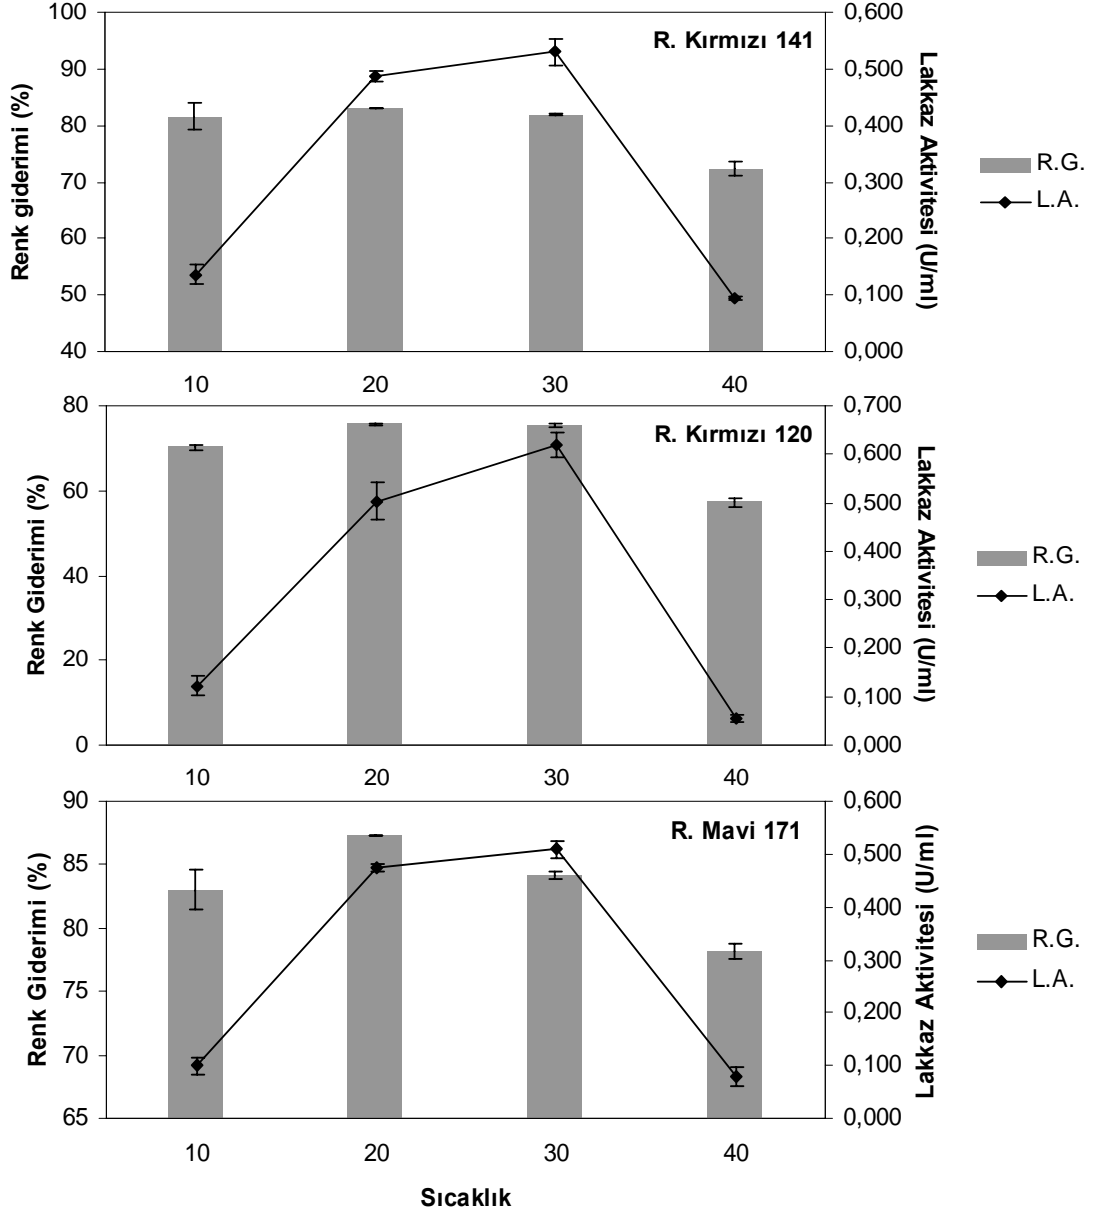 100
90
80
70
60
50
40
Renk giderimi (%)
R. Kırmızı 141
0,600
0,500
0,400
0,300
0,200
0,100
0,000
Lakkaz Aktivitesi (U/ml)
10 20 30 40
R.G.
L.A.
80
60
40
20
0
Renk Giderimi (%)
R. Kırmızı 120
0,700
0,600
0,500
0,400
0,300
0,200
0,100
0,000
Lakkaz Aktivitesi (U/ml)
10 20 30 40
R.G.
L.A.
90
85
80
75
70
65
Renk Giderimi (%)
R. Mavi 171
0,600
0,500
0,400
0,300
0,200
0,100
0,000
Lakkaz Aktivitesi (U/ml)
10 20 30 40
R.G.
L.A.
Sıcaklık